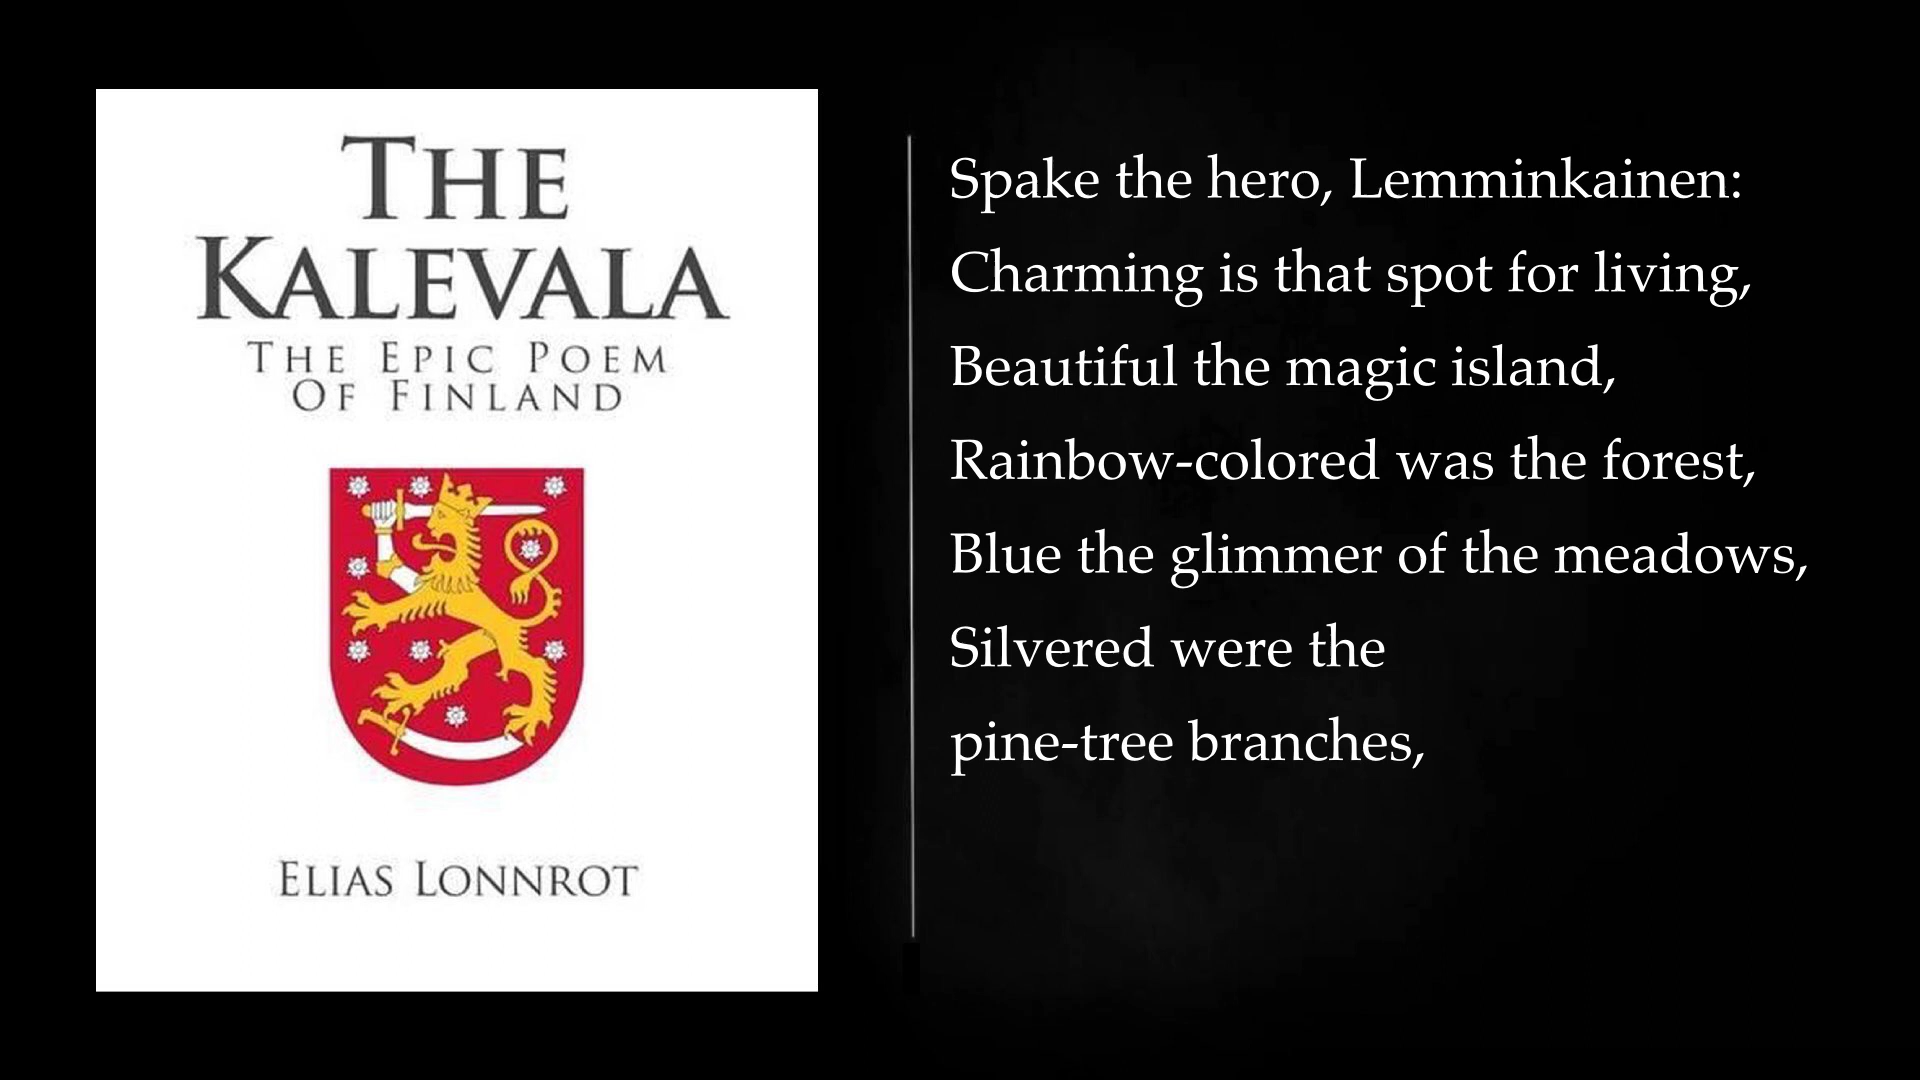 THE
KALEVALA
THE EPIC POEM
OF FINLAND
ELIAS LONNROT
Spake the hero, Lemminkainen:
Charming is that spot for living,
Beautiful the magic island,
Rainbow-colored was the forest,
Blue the glimmer of the meadows,
Silvered were the
pine-tree branches,